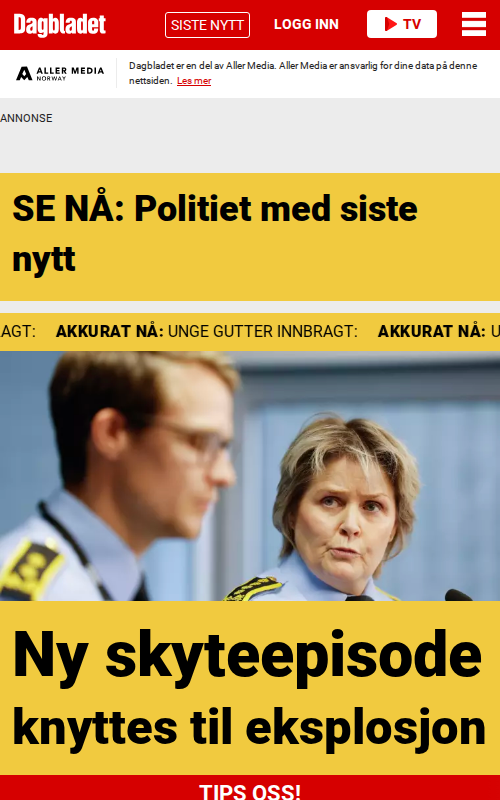 Dagbladet
SISTE NYTT
LOGG INN
TV
ALLER MEDIA
NORWAY
Dagbladet er en del av Aller Media. Aller Media er ansvarlig for dine data på denne
nettsiden. Les mer
ANNONSE
SE NÅ: Politiet med siste
nytt
AGT: AKKURAT NÅ: UNGE GUTTER INNBRAGT: AKKURAT NÅ: U
Ny skyteepisode
knyttes til eksplosjon
TIPS OSS!